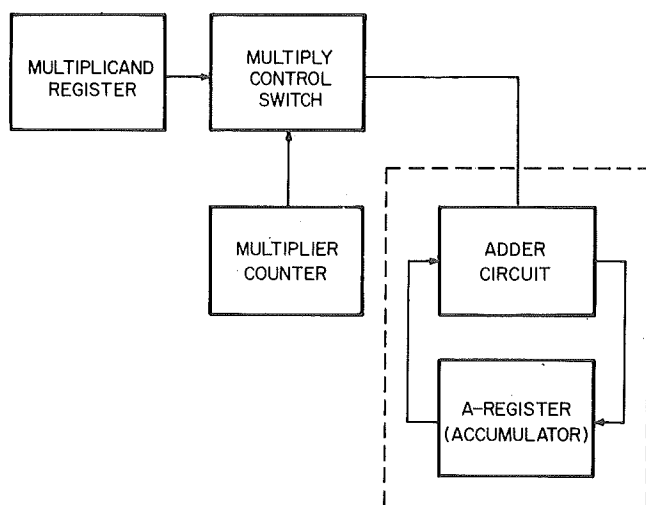 MULTIPLICAND
REGISTER
MULTIPLY
CONTROL
SWITCH
MULTIPLIER
COUNTER
ADDER
CIRCUIT
A-REGISTER
(ACCUMULATOR)